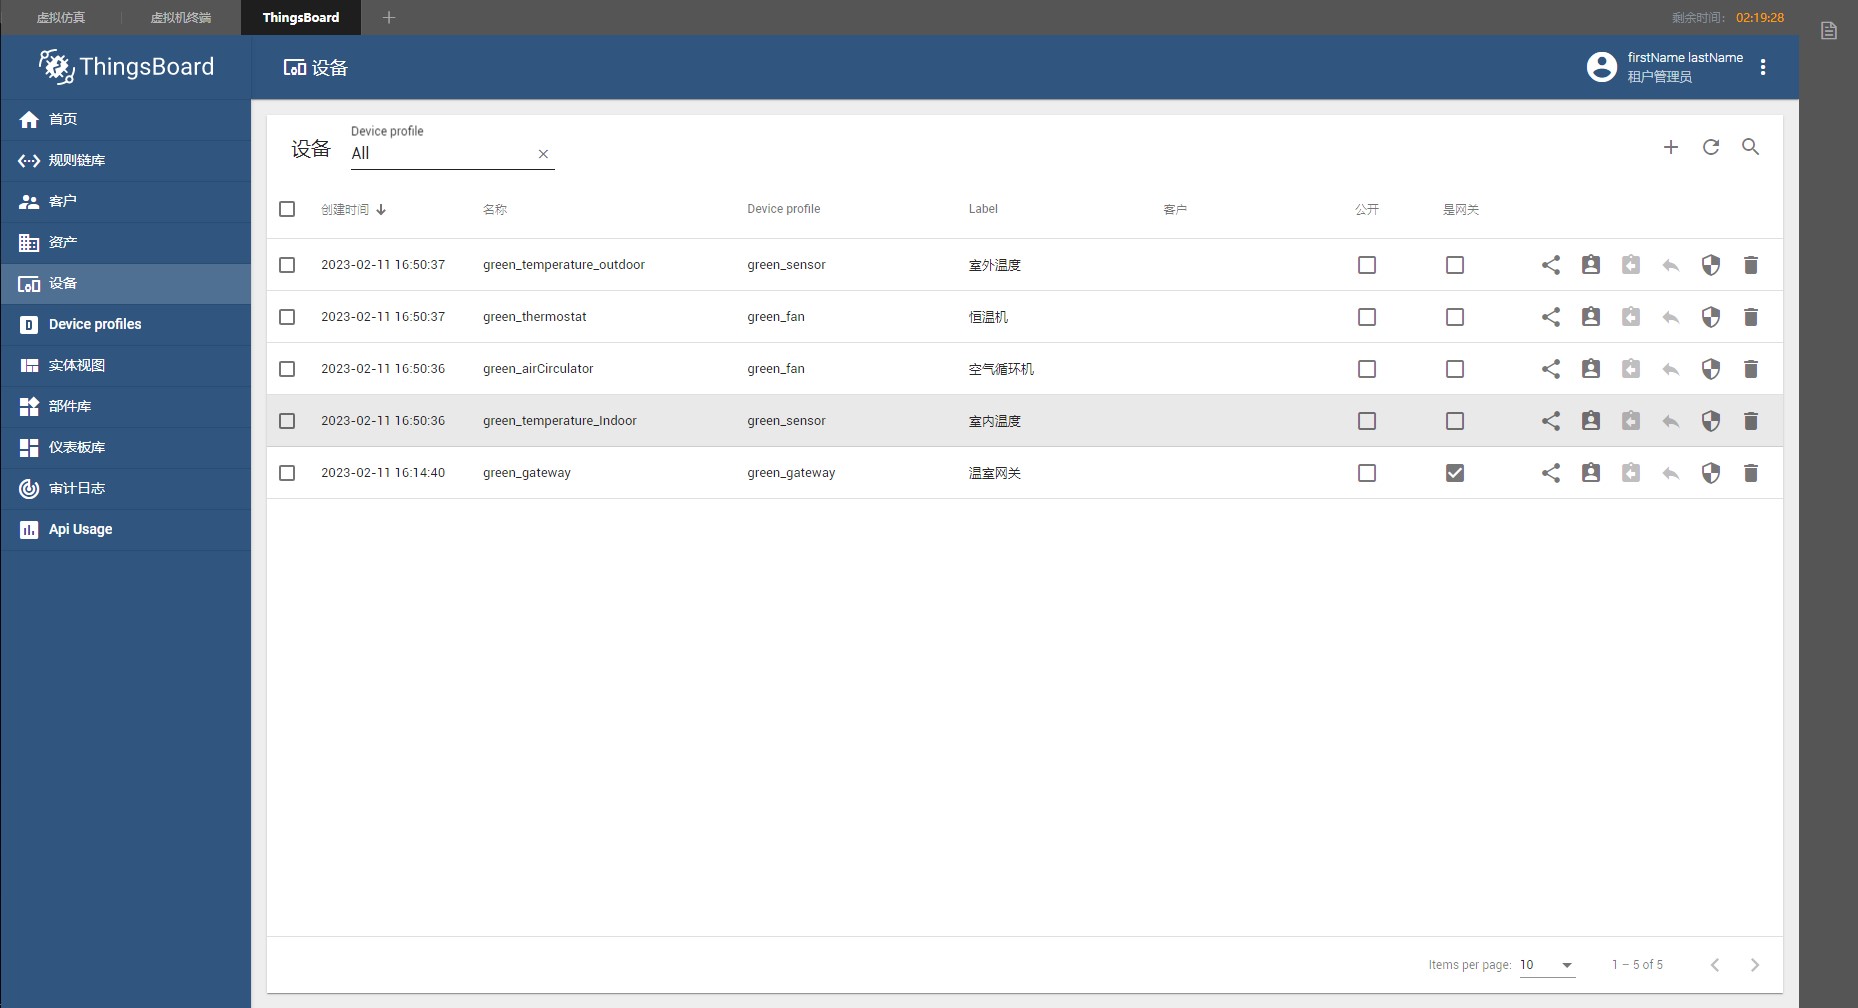 虚拟仿真 虚拟机终端 ThingsBoard 剩余时间： 02:19:28
ThingsBoard 设备 firstName lastName
租户管理员
首页
规则链库
客户
资产
设备
Device profiles
实体视图
部件库
仪表板库
审计日志
Api Usage
设备 Device profile
All
创建时间 名称 Device profile Label 客户 公开 是网关
2023-02-11 16:50:37 green_temperature_outdoor green_sensor 室外温度
2023-02-11 16:50:37 green_thermostat green_fan 恒温机
2023-02-11 16:50:36 green_airCirculator green_fan 空气循环机
2023-02-11 16:50:36 green_temperature_Indoor green_sensor 室内温度
2023-02-11 16:14:40 green_gateway green_gateway 温室网关
Items per page: 10 1 – 5 of 5